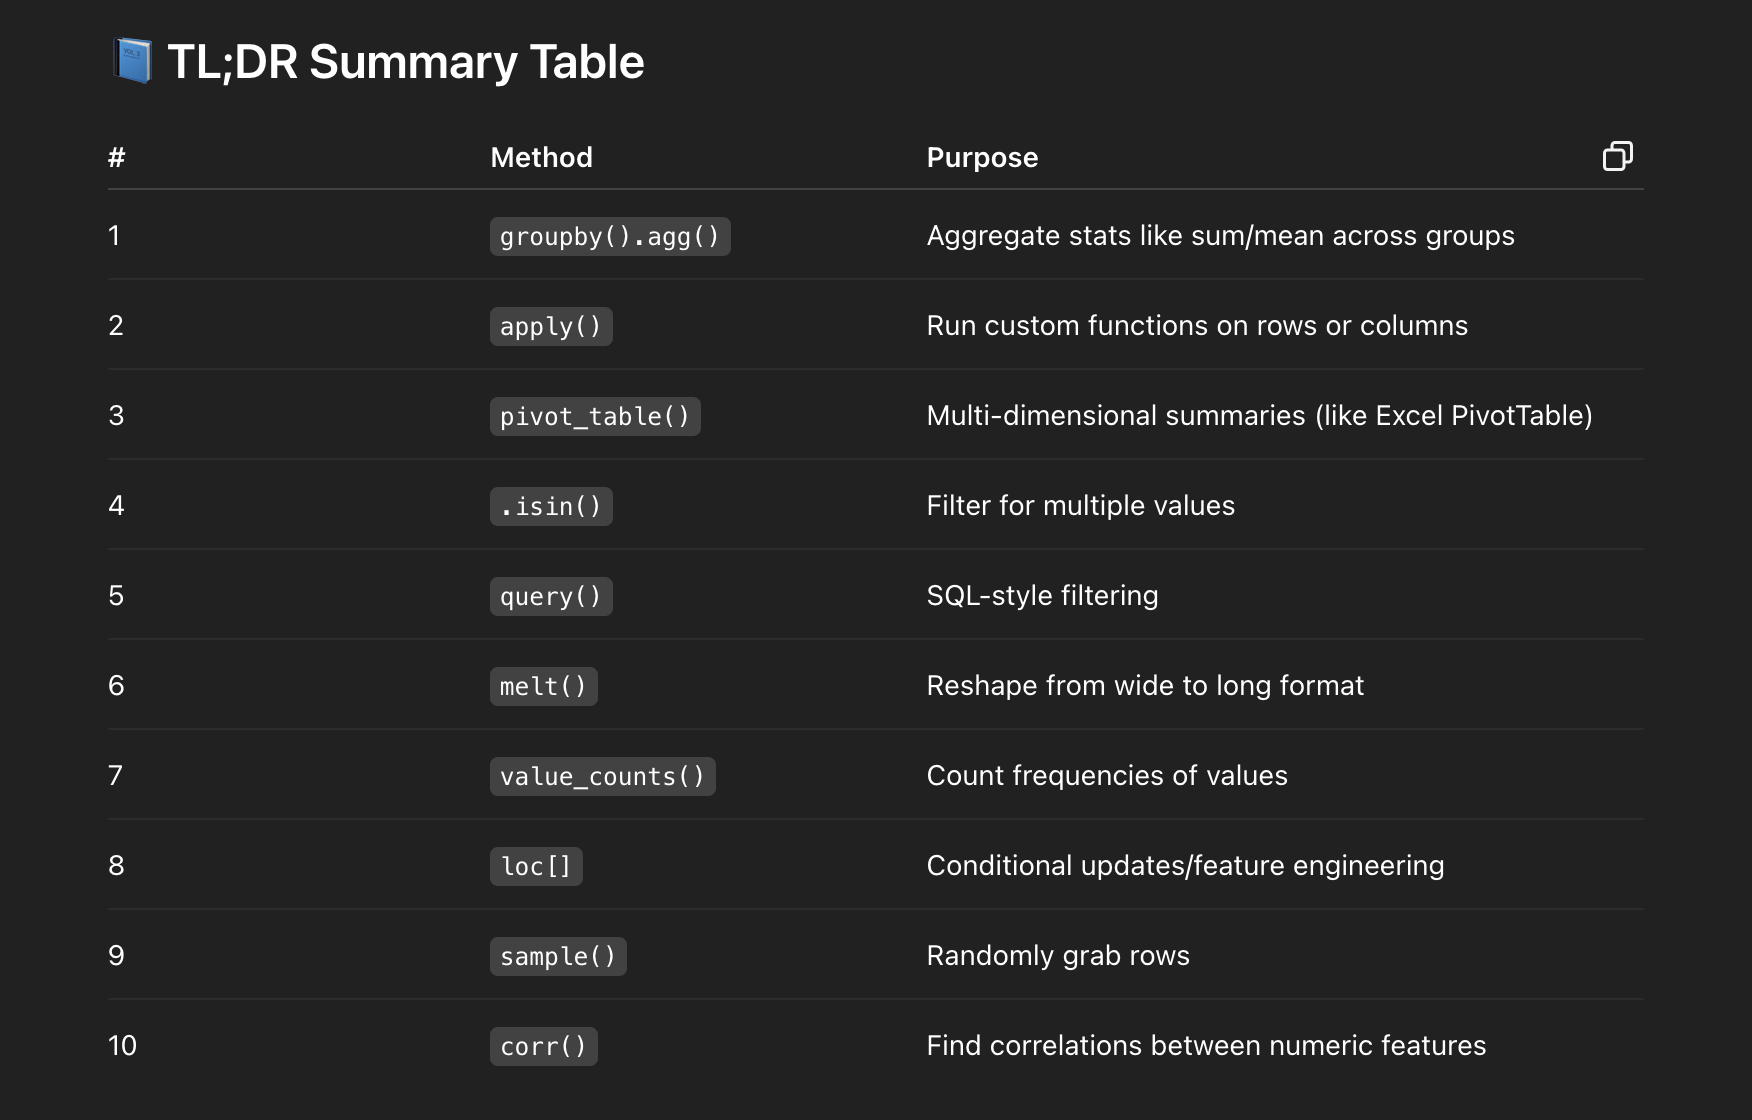 TL;DR Summary Table
# Method Purpose
1 groupby().agg() Aggregate stats like sum/mean across groups
2 apply() Run custom functions on rows or columns
3 pivot_table() Multi-dimensional summaries (like Excel PivotTable)
4 .isin() Filter for multiple values
5 query() SQL-style filtering
6 melt() Reshape from wide to long format
7 value_counts() Count frequencies of values
8 loc[] Conditional updates/feature engineering
9 sample() Randomly grab rows
10 corr() Find correlations between numeric features